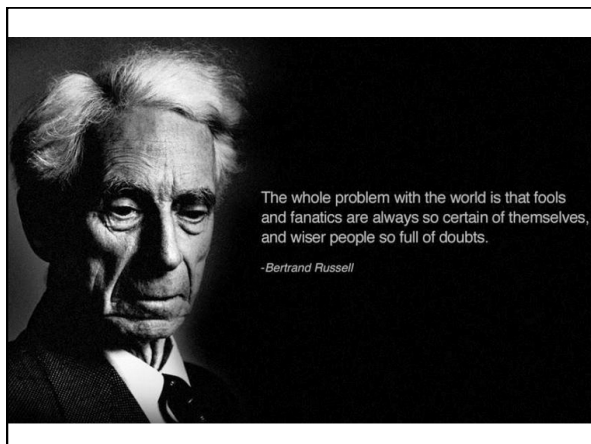 The whole problem with the world is that fools
and fanatics are always so certain of themselves,
and wiser people so full of doubts.
-Bertrand Russell